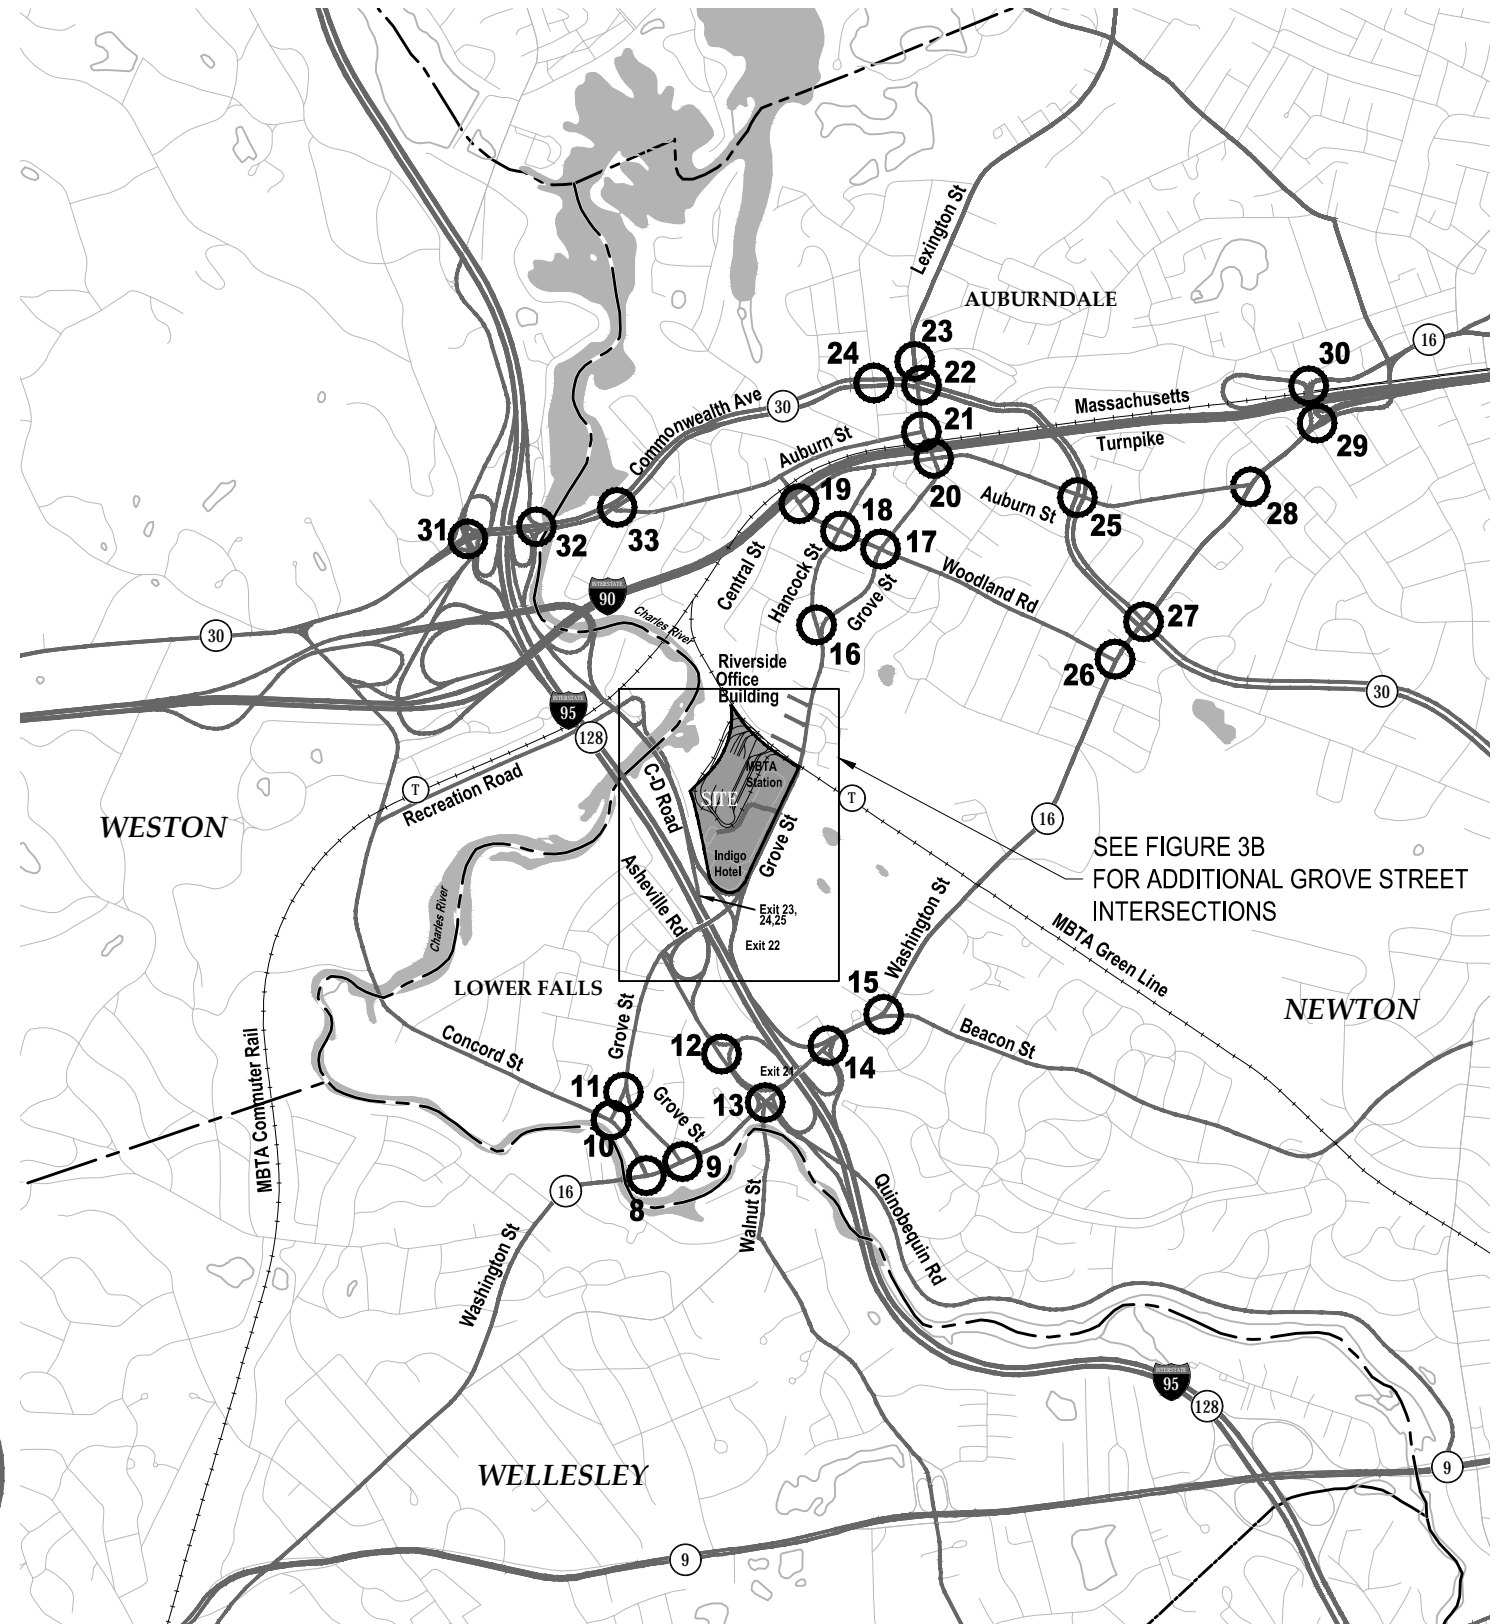 Lexington St
AUBURNDALE
23
30
16
24
22
Massachusetts
Commonwealth Ave
30
21
Turnpike
29
Auburn St
20
19
Auburn St
28
18
25
31
32
33
17
Central St
Hancock St
Woodland Rd
INTERSTATE
90
Grove St
27
Charles River
30
16
26
Riverside
Office
Building
30
INTERSTATE
95
128
MBTA
Station
C-D Road
T
Recreation Road
SITE
T
16
WESTON
Grove St
SEE FIGURE 3B
FOR ADDITIONAL GROVE STREET
INTERSECTIONS
Indigo
Hotel
Asheville Rd
Charles River
Exit 23,
24,25
Washington St
Exit 22
MBTA Green Line
LOWER FALLS
15
NEWTON
Grove St
Concord St
Beacon St
12
14
MBTA Commuter Rail
Exit 21
11
Grove St
13
10
9
16
8
Walnut St
Quinobequin Rd
Washington St
INTERSTATE
95
128
WELLESLEY
9
9